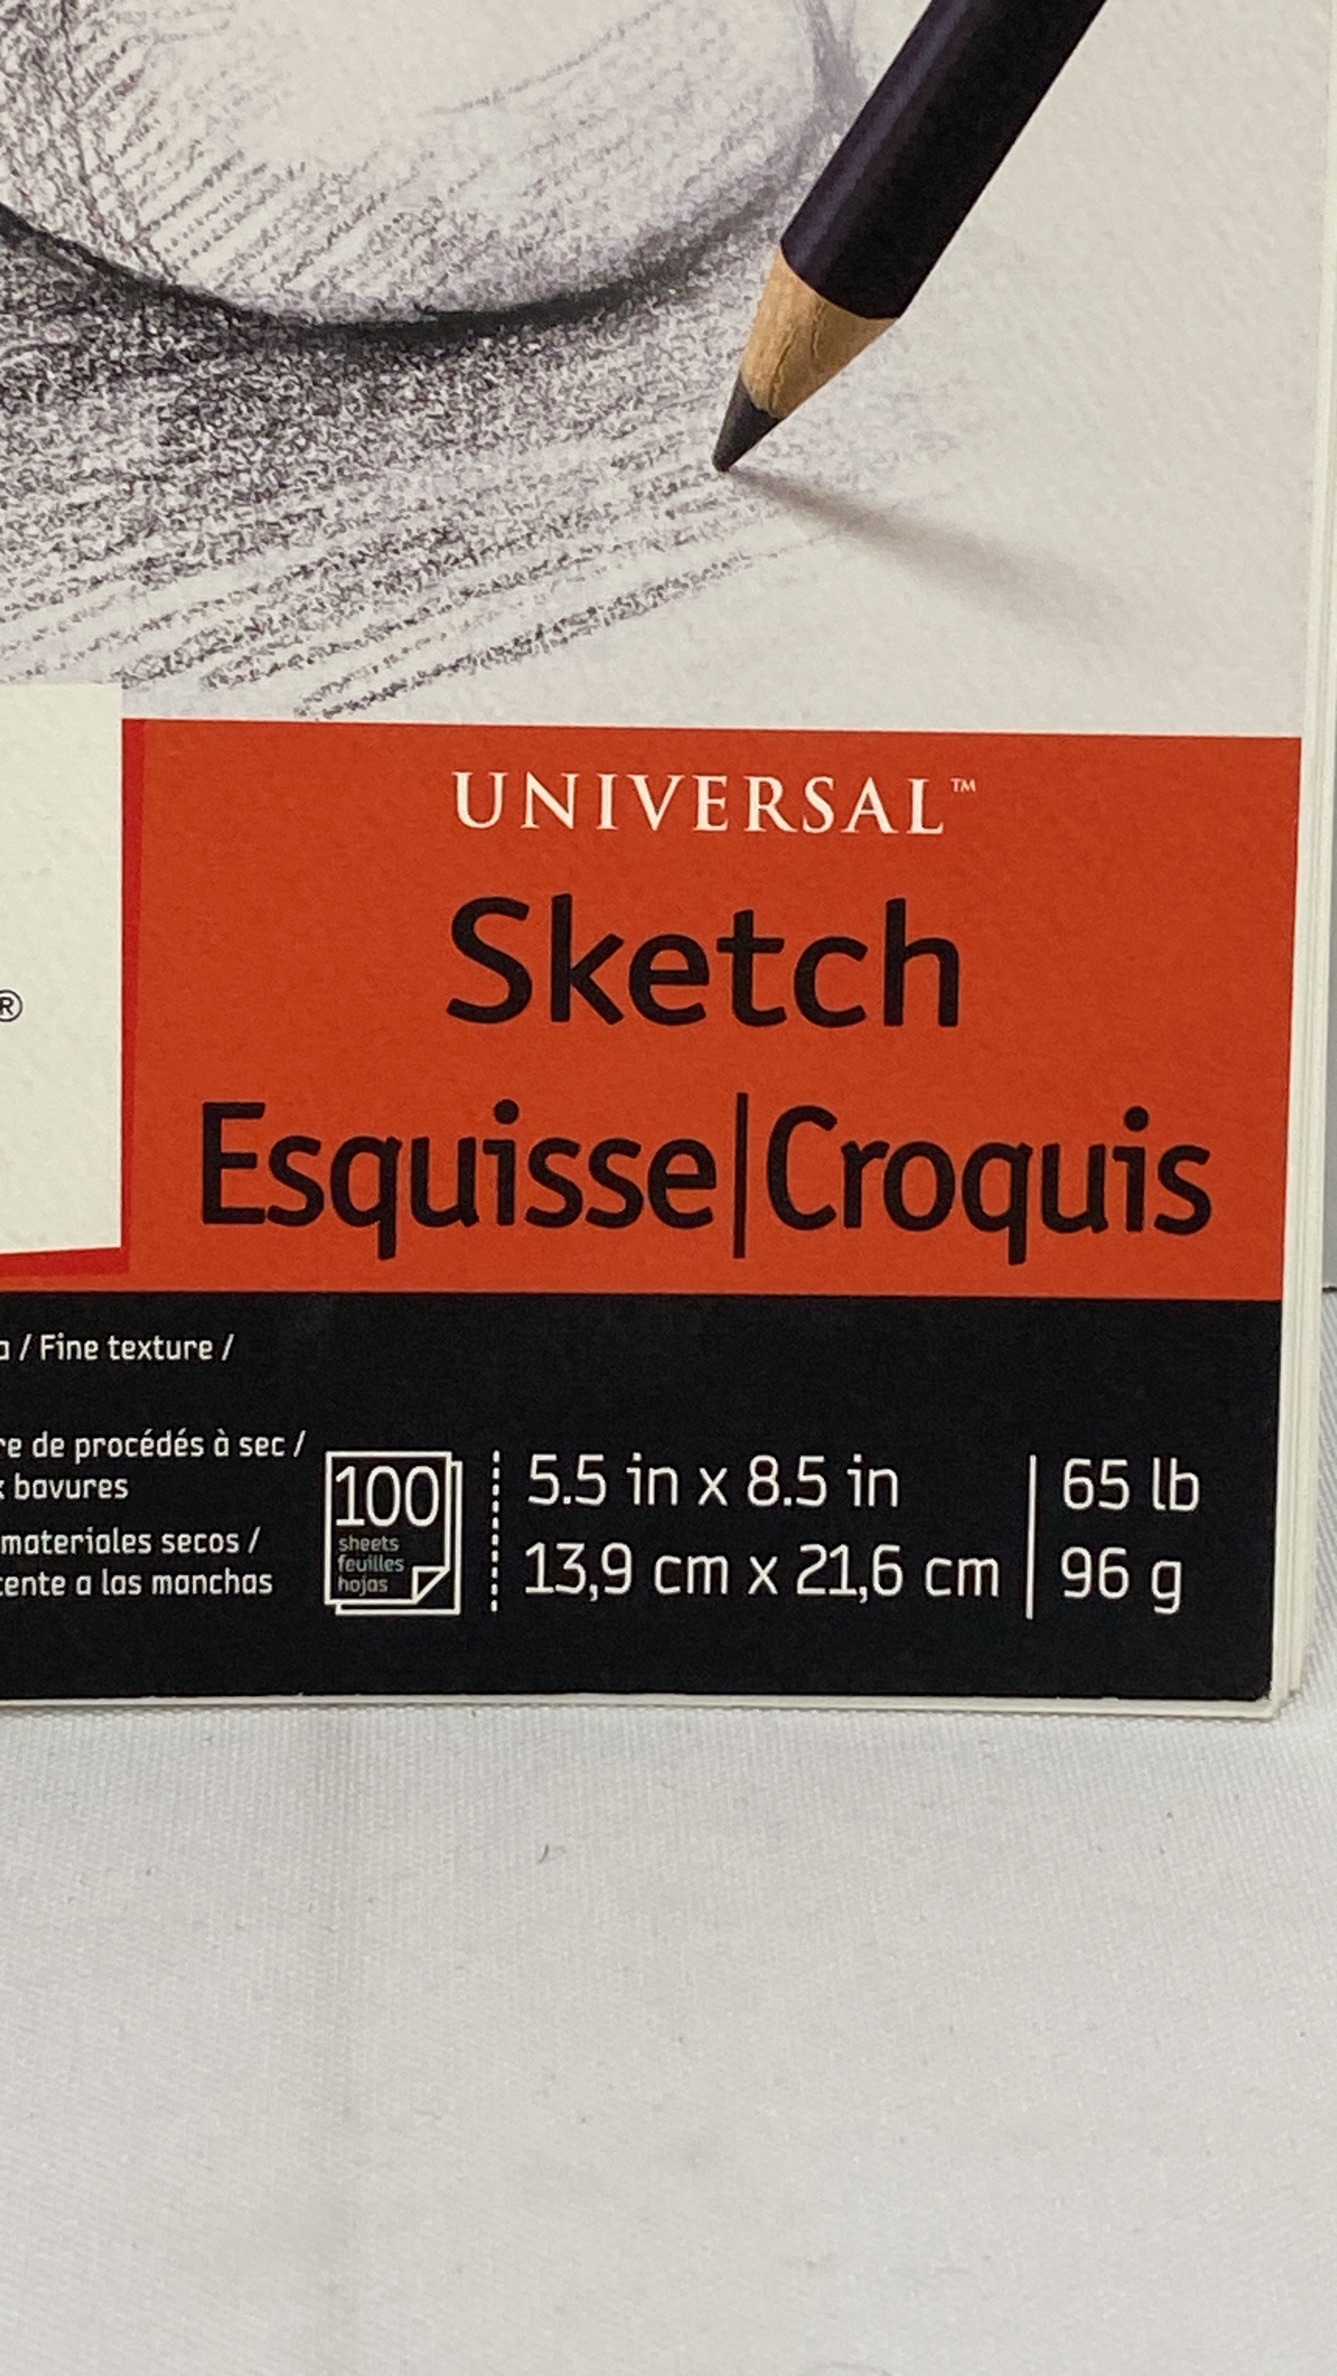 UNIVERSAL™
Sketch
Esquisse|Croquis
®
/ Fine texture /
de procédés à sec /
bavures
materiales secos /
a las manchas
100
sheets
feuilles
hojas
5.5 in x 8.5 in
13,9 cm x 21,6 cm
65 lb
96 g